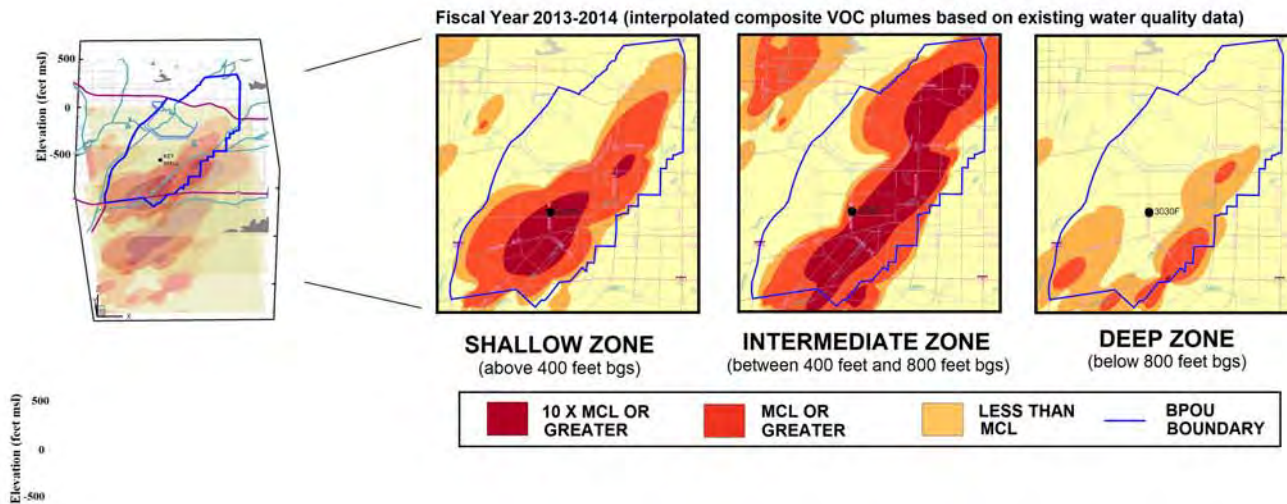 Fiscal Year 2013-2014 (interpolated composite VOC plumes based on existing water quality data)
Elevation (feet msl)
500
0
-500
X
3030F
SHALLOW ZONE
(above 400 feet bgs)
INTERMEDIATE ZONE
(between 400 feet and 800 feet bgs)
DEEP ZONE
(below 800 feet bgs)
10 X MCL OR
GREATER
MCL OR
GREATER
LESS THAN
MCL
BPOU
BOUNDARY
Elevation (feet msl)
500
0
-500